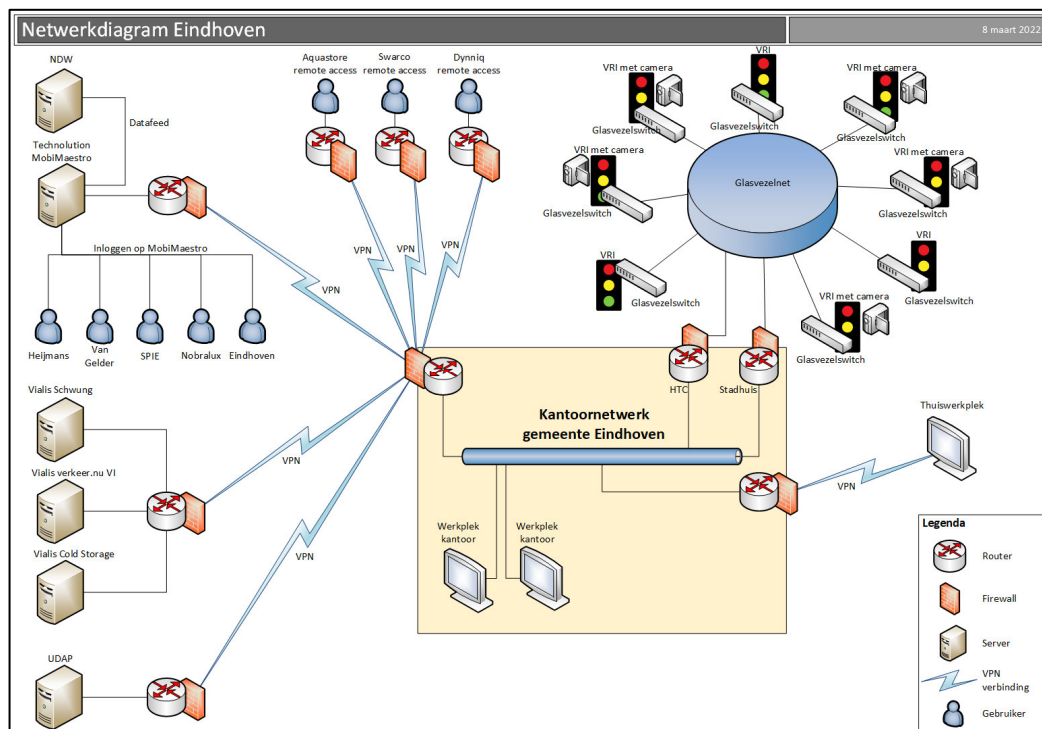 Netwerkdiagram Eindhoven
8 maart 2022
NDW
Datafeed
Technolution
MobiMaestro
Inloggen op MobiMaestro
Heijmans
Van
Gelder
SPIE
Nobralux
Eindhoven
VPN
Aquastore
remote access
Swarco
remote access
Dynniq
remote access
VPN
VPN
VPN
VRI met camera
Glasvezelswitch
VRI
Glasvezelswitch
VRI met camera
Glasvezelswitch
VRI met camera
Glasvezelswitch
VRI met camera
Glasvezelswitch
Glasvezelnet
VRI
Glasvezelswitch
VRI
Glasvezelswitch
VRI met camera
Glasvezelswitch
HTC
Stadhuis
Kantoornetwerk
gemeente Eindhoven
Werkplek
kantoor
Werkplek
kantoor
Thuiswerkplek
VPN
Vialis Schwung
Vialis verkeer.nu VI
Vialis Cold Storage
VPN
UDAP
VPN
Legenda
Router
Firewall
Server
VPN
verbinding
Gebruiker